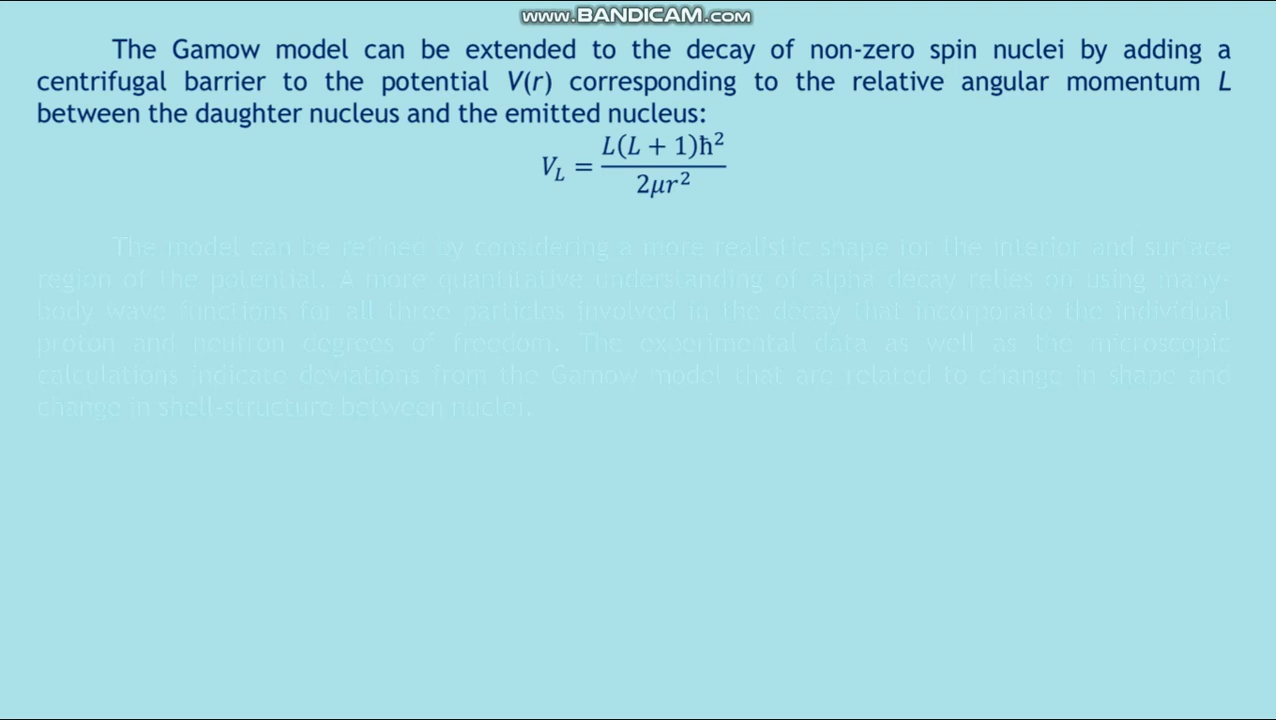 www.BANDICAM.com
The Gamow model can be extended to the decay of non-zero spin nuclei by adding a
centrifugal barrier to the potential V(r) corresponding to the relative angular momentum L
between the daughter nucleus and the emitted nucleus:
V_L = L(L + 1)ħ² / 2μr²
The model can be refined by considering a more realistic shape for the interior and surface
region of the potential. A more quantitative understanding of alpha decay relies on using many-
body wave functions for all three particles involved in the decay that incorporate the individual
proton and neutron degrees of freedom. The experimental data as well as the microscopic
calculations indicate deviations from the Gamow model that are related to change in shape and
change in shell-structure between nuclei.